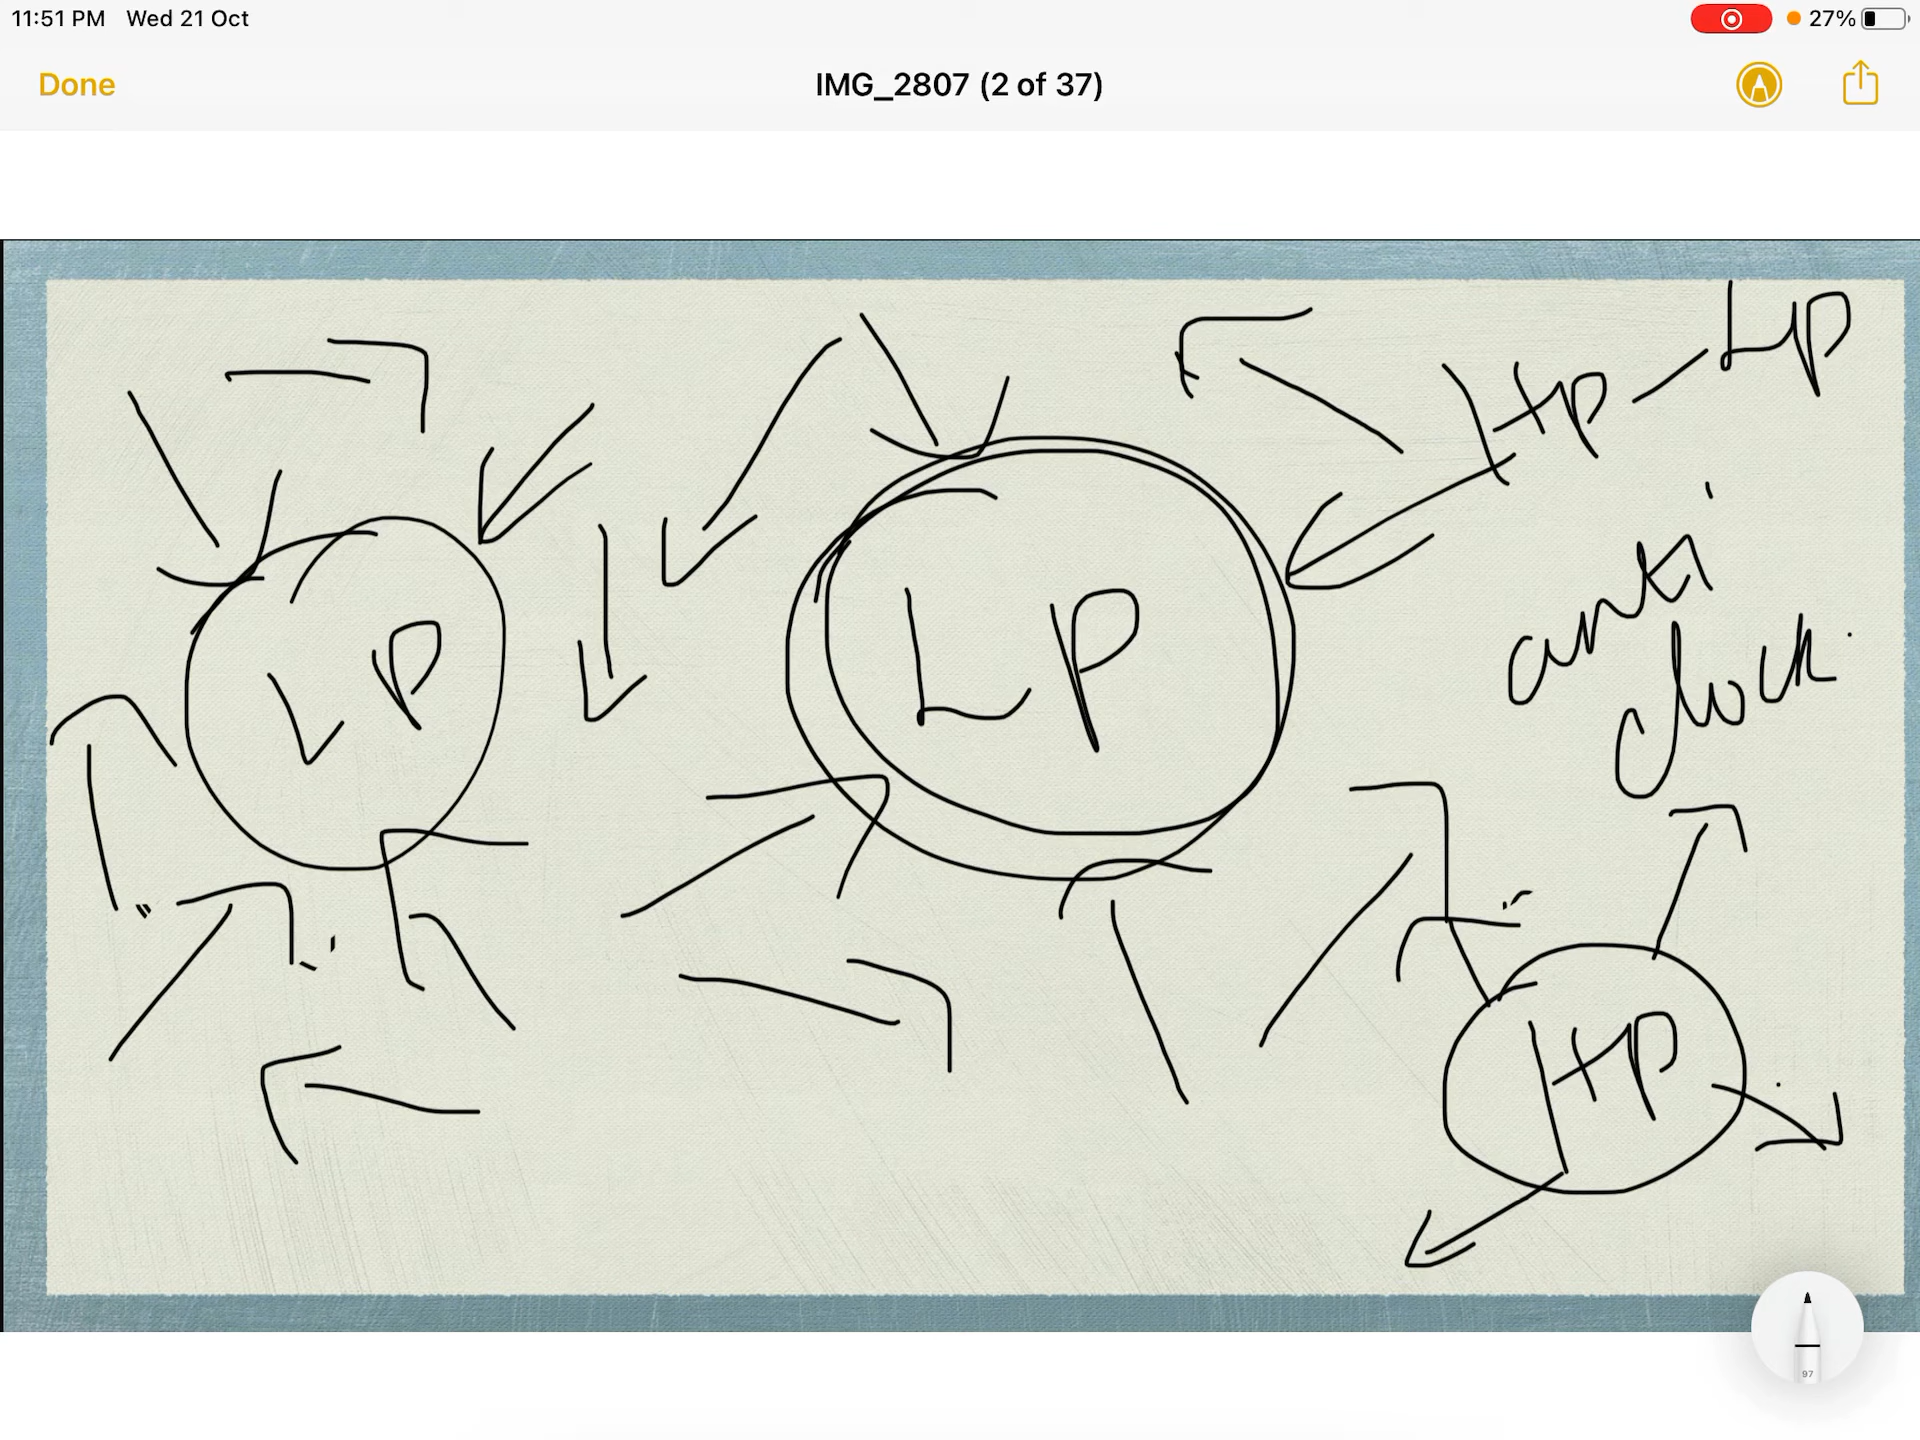 11:51 PM Wed 21 Oct
27%
Done
IMG_2807 (2 of 37)
HP – LP
LP
LP
anti
clock
HP
97